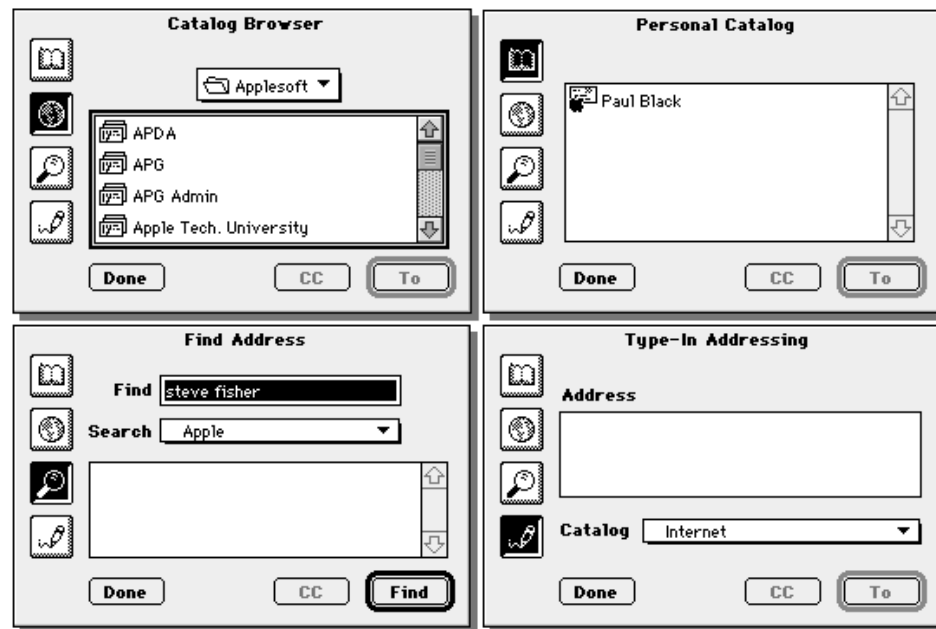 Catalog Browser
Applesoft
APDA
APG
APG Admin
Apple Tech. University
Done
CC
To
Personal Catalog
Paul Black
Done
CC
To
Find Address
Find steve fisher
Search Apple
Done
CC
Find
Type-In Addressing
Address
Catalog Internet
Done
CC
To